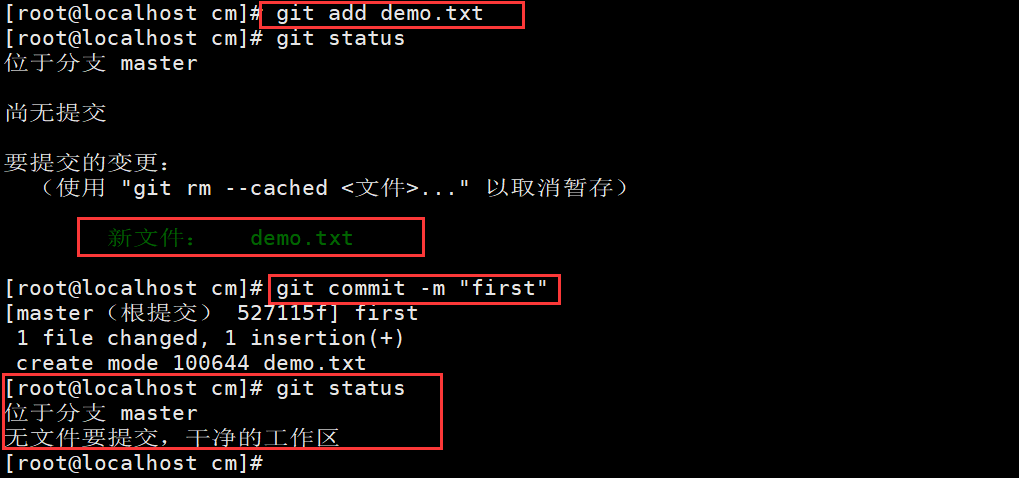 [root@localhost cm]# git add demo.txt
[root@localhost cm]# git status
位于分支 master
尚无提交
要提交的变更：
（使用 "git rm --cached <文件>..." 以取消暂存）
新文件： demo.txt
[root@localhost cm]# git commit -m "first"
[master（根提交） 527115f] first
1 file changed, 1 insertion(+)
create mode 100644 demo.txt
[root@localhost cm]# git status
位于分支 master
无文件要提交，干净的工作区
[root@localhost cm]#